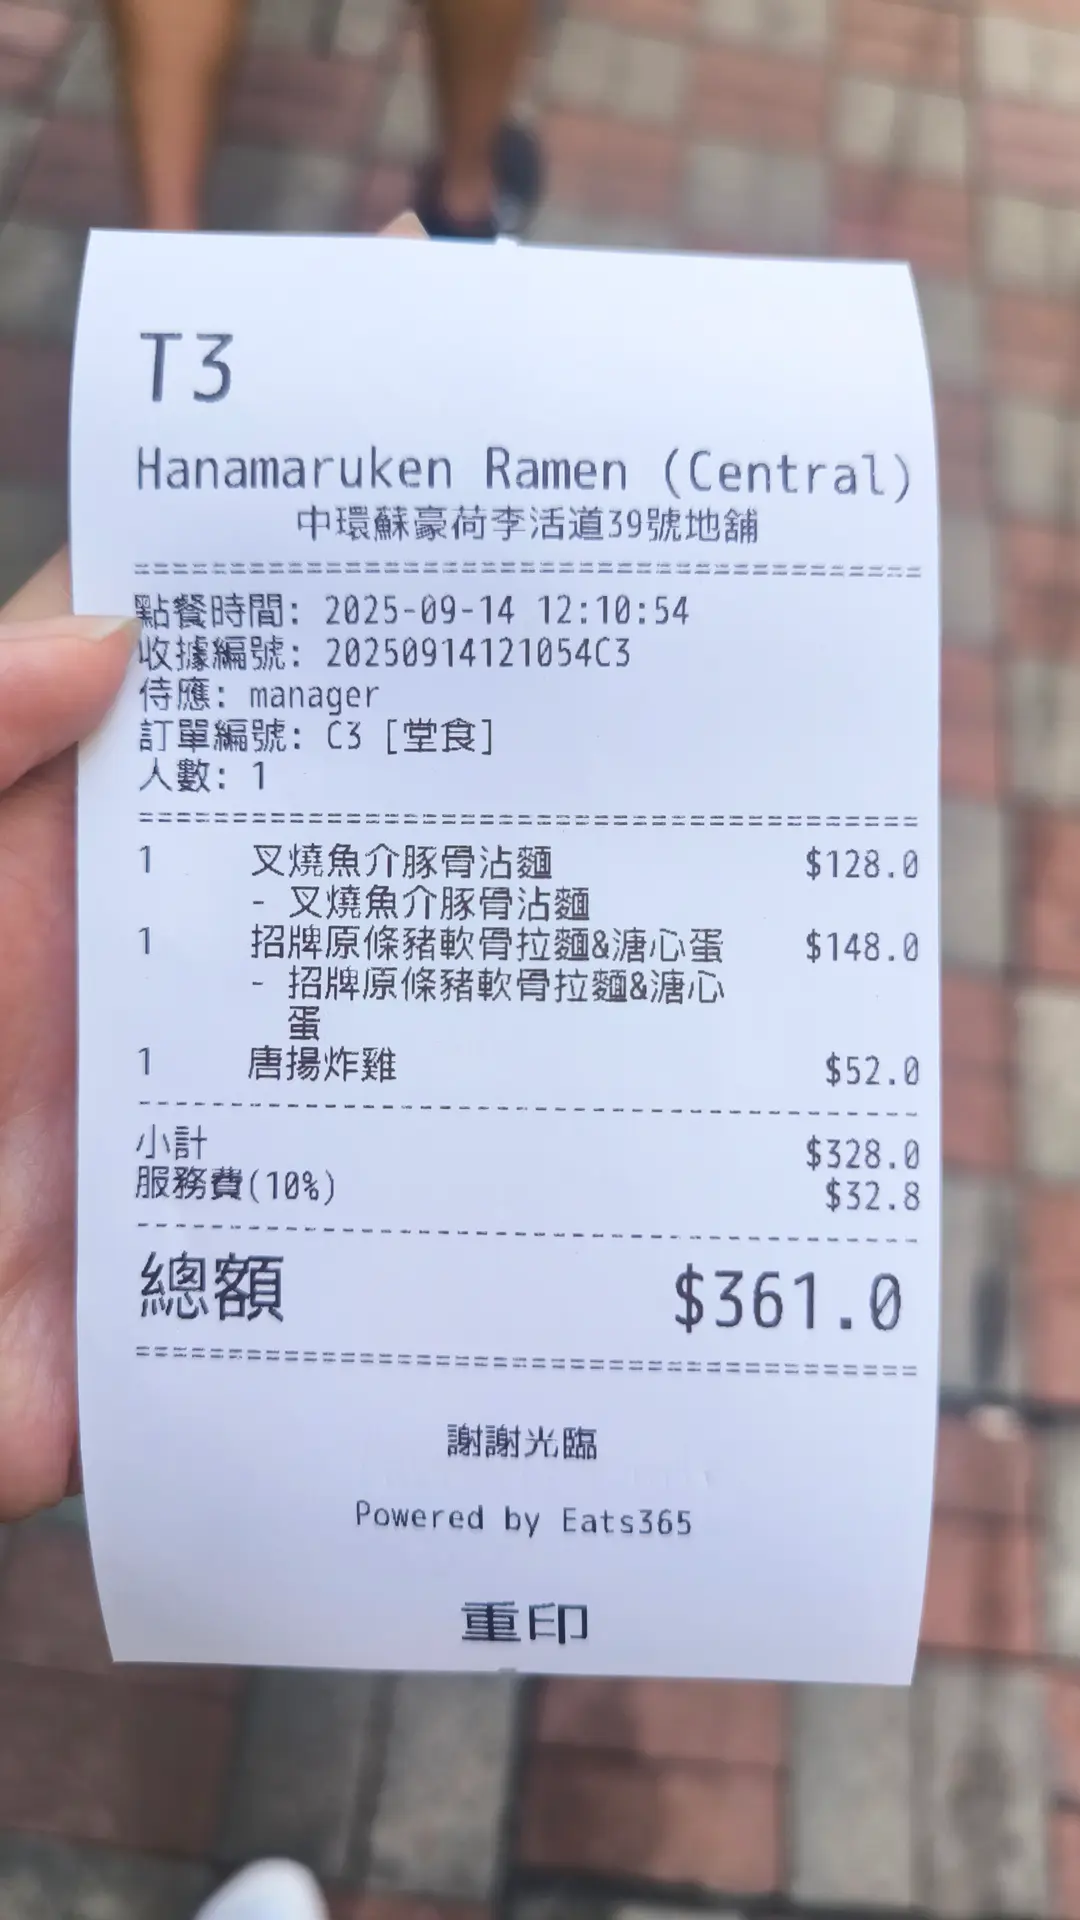 T3
Hanamaruken Ramen (Central)
中環蘇豪荷李活道39號地舖
點餐時間: 2025-09-14 12:10:54
收據編號: 20250914121054C3
侍應: manager
訂單編號: C3 [堂食]
人數: 1
1 叉燒魚介豚骨沾麵 $128.0
- 叉燒魚介豚骨沾麵
1 招牌原條豬軟骨拉麵&溏心蛋 $148.0
- 招牌原條豬軟骨拉麵&溏心
蛋
1 唐揚炸雞 $52.0
小計 $328.0
服務費(10%) $32.8
總額 $361.0
謝謝光臨
Powered by Eats365
重印